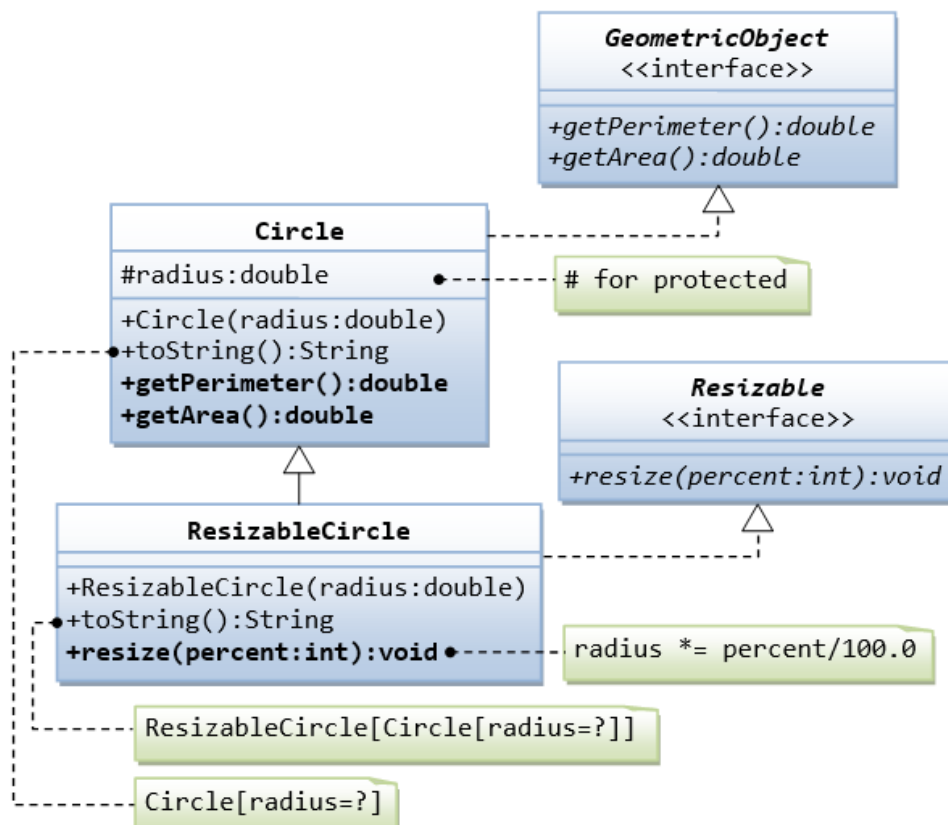 GeometricObject
<<interface>>
+getPerimeter():double
+getArea():double
Circle
#radius:double
# for protected
+Circle(radius:double)
+toString():String
+getPerimeter():double
+getArea():double
Resizable
<<interface>>
+resize(percent:int):void
ResizableCircle
+ResizableCircle(radius:double)
+toString():String
+resize(percent:int):void
radius *= percent/100.0
ResizableCircle[Circle[radius=?]]
Circle[radius=?]